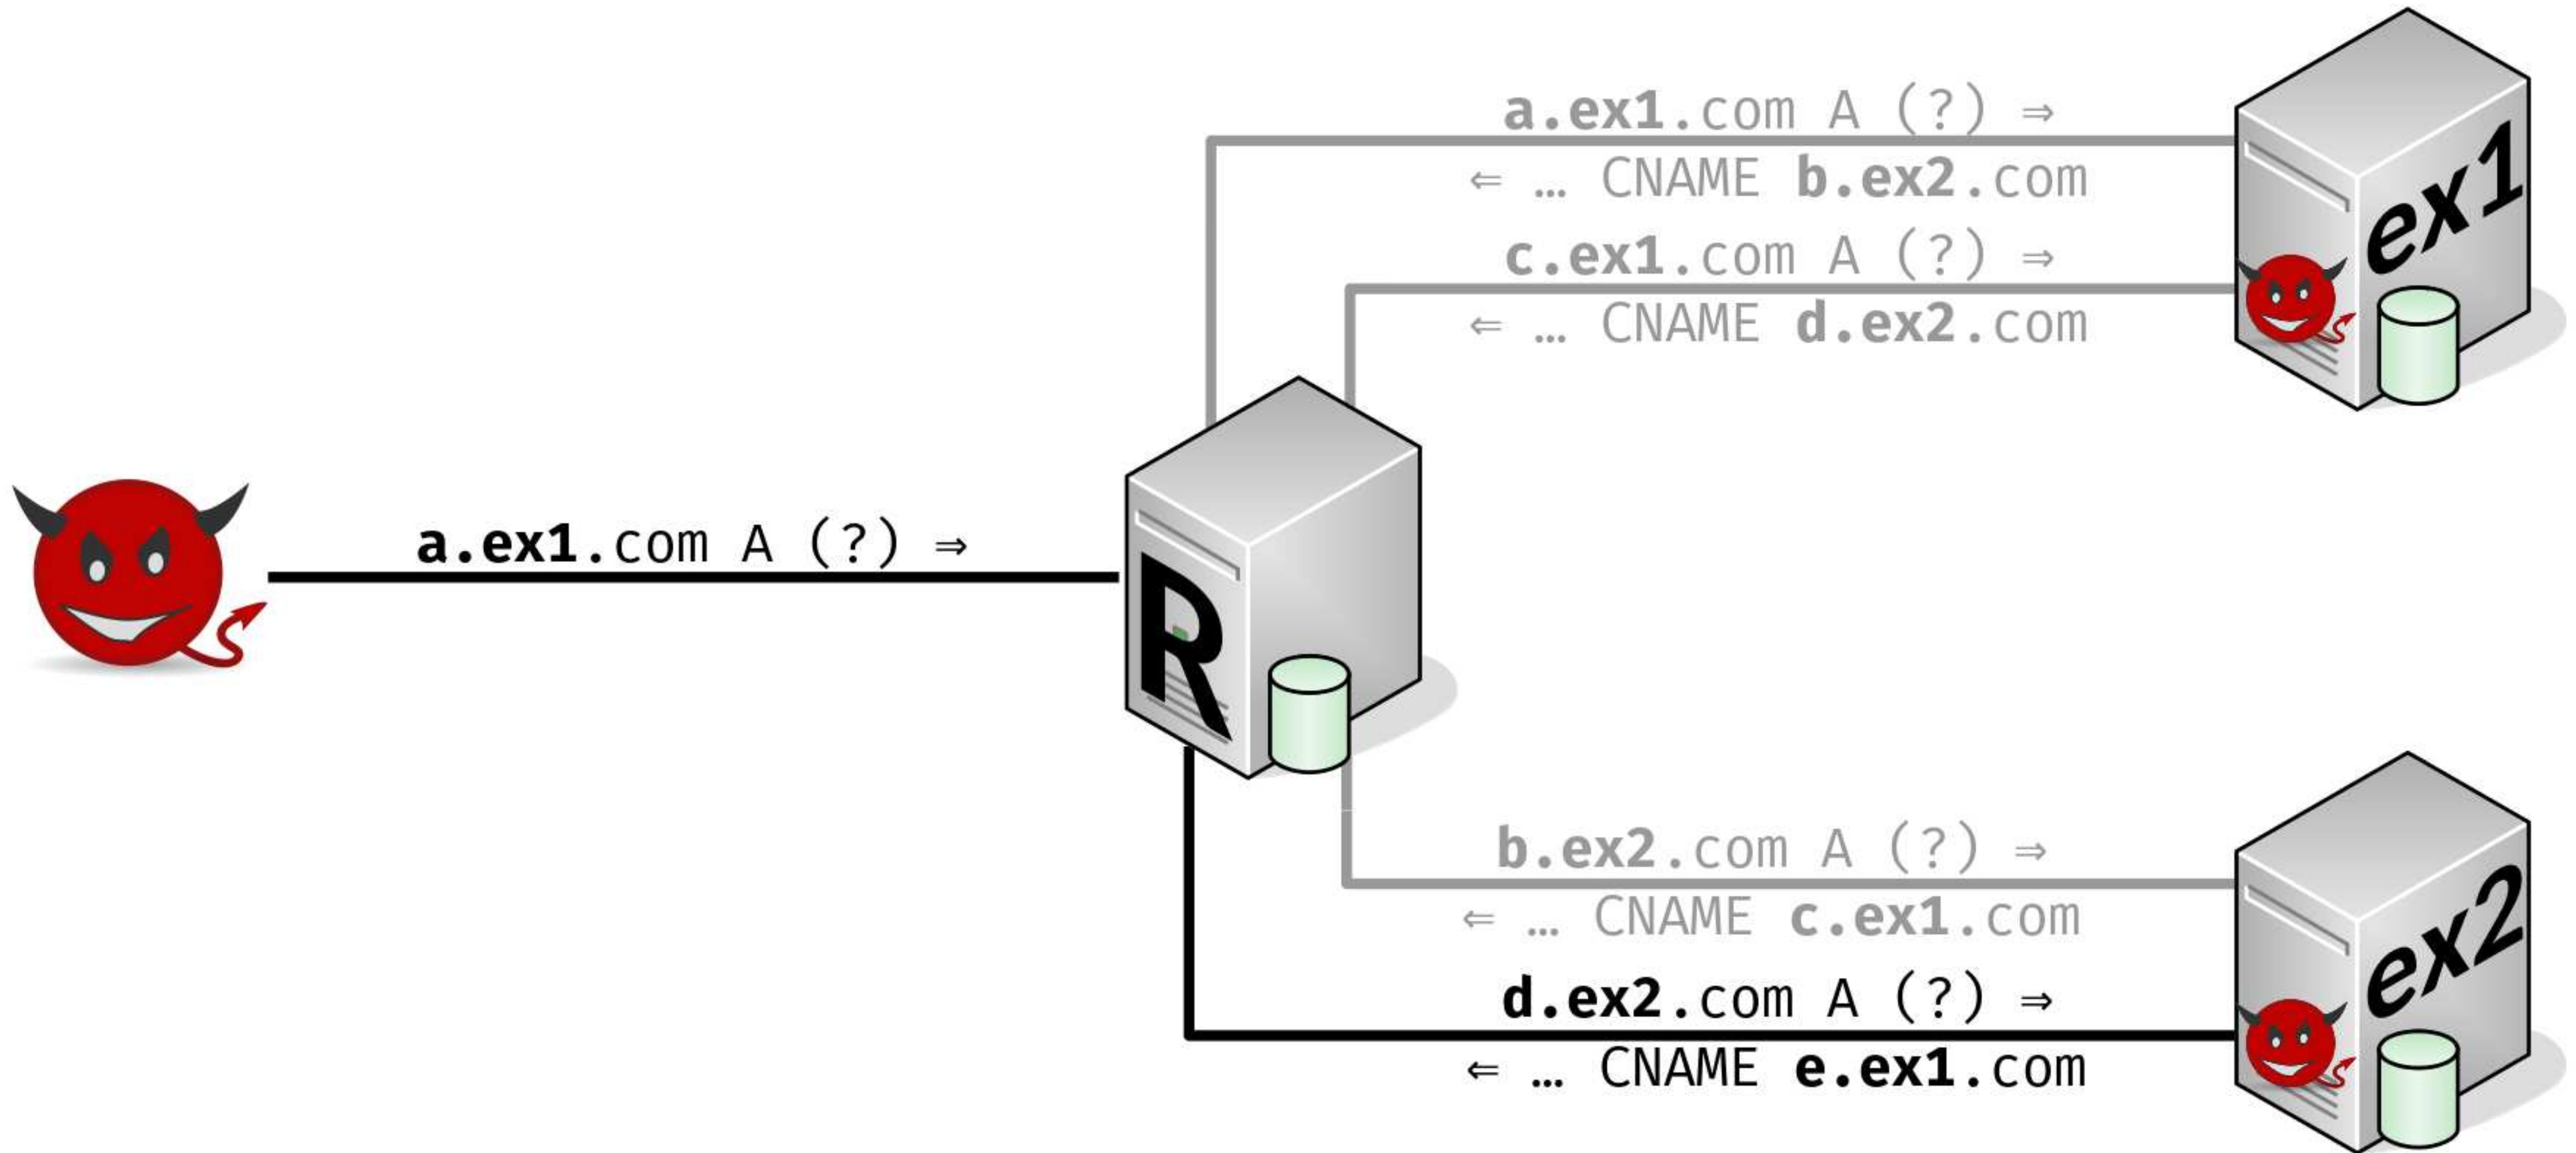 a.ex1.com A (?) ⇒
⇐ … CNAME b.ex2.com
c.ex1.com A (?) ⇒
⇐ … CNAME d.ex2.com
ex1
a.ex1.com A (?) ⇒
R
b.ex2.com A (?) ⇒
⇐ … CNAME c.ex1.com
d.ex2.com A (?) ⇒
⇐ … CNAME e.ex1.com
ex2